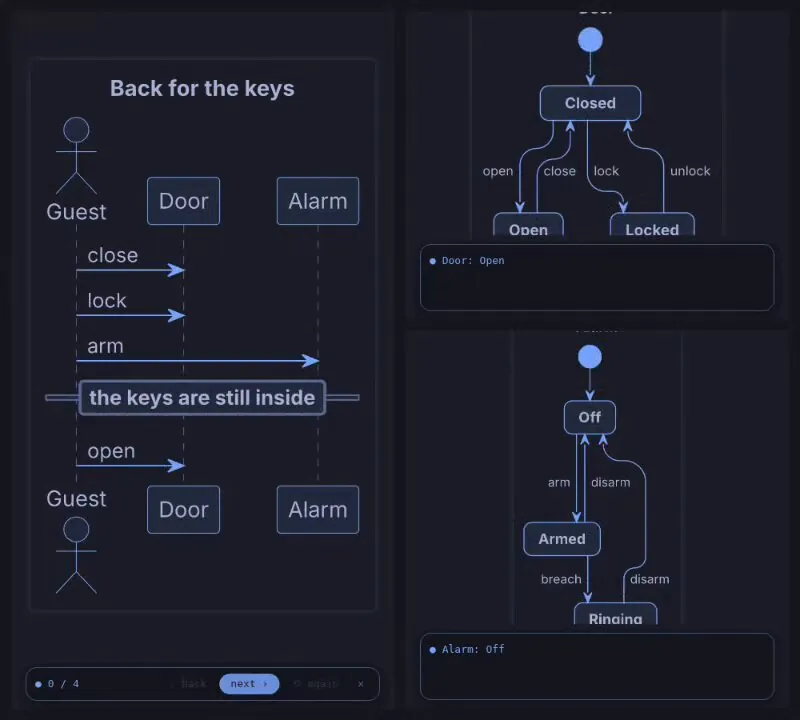 Back for the keys
Guest
Door
Alarm
close
lock
arm
the keys are still inside
open
Guest
Door
Alarm
0 / 4
Back
next ›
⟲ again
×
Closed
open
close
lock
unlock
Open
Locked
Door: Open
Off
arm
disarm
Armed
breach
disarm
Ringing
Alarm: Off